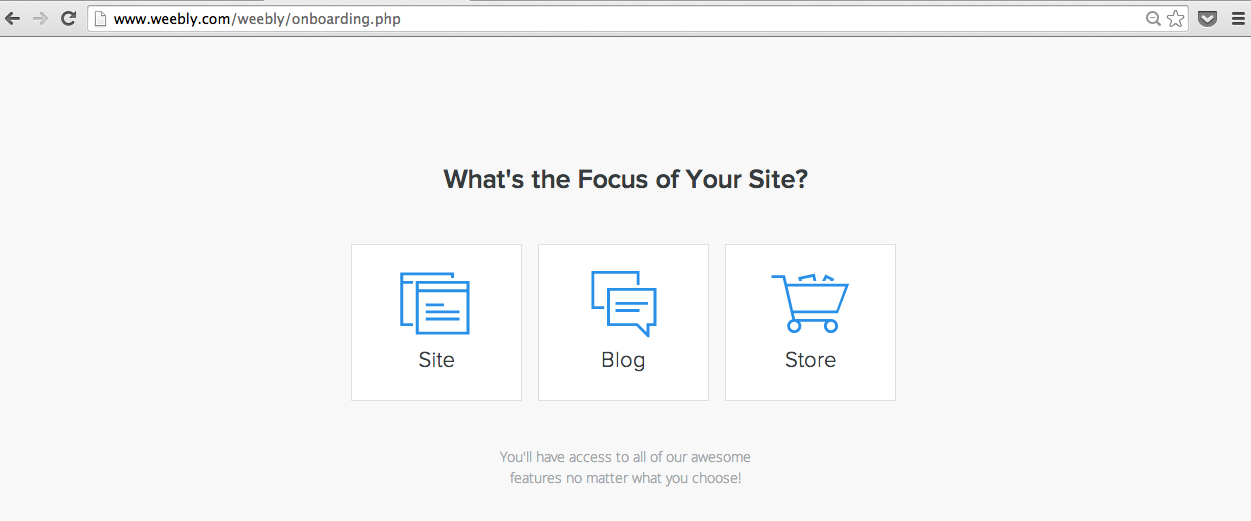 www.weebly.com/weebly/onboarding.php
What's the Focus of Your Site?
Site
Blog
Store
You'll have access to all of our awesome
features no matter what you choose!